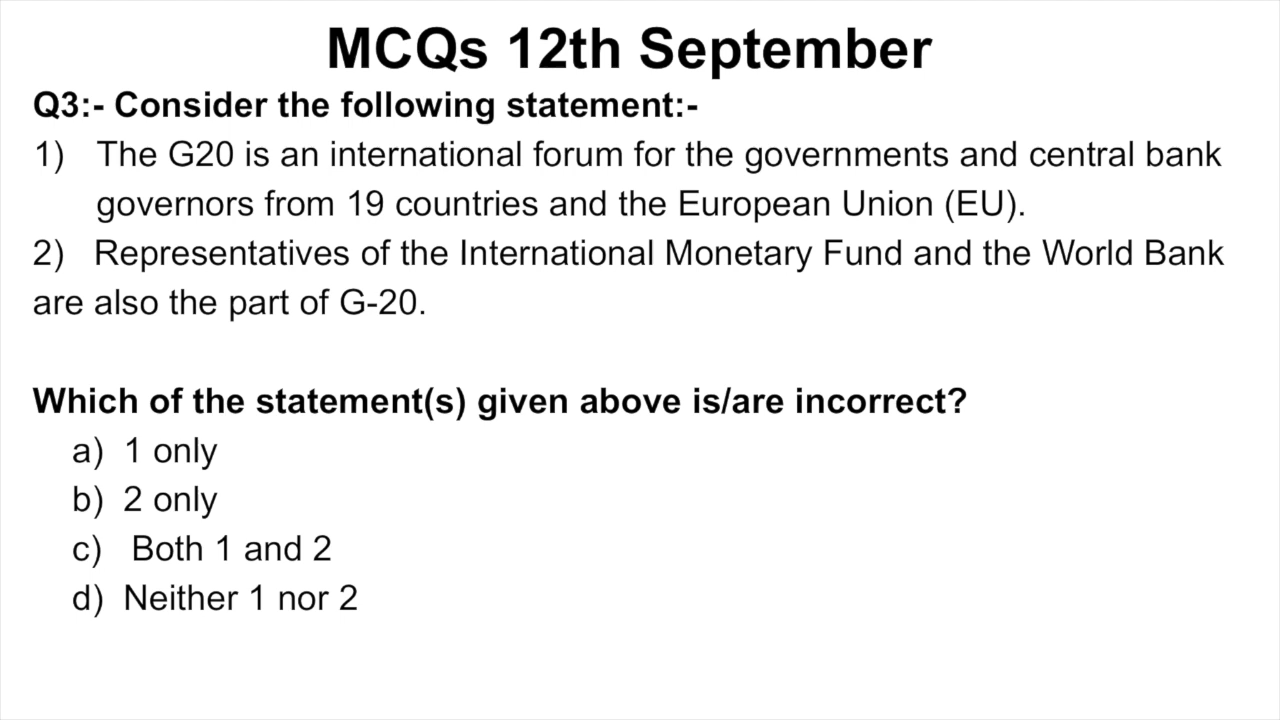 MCQs 12th September
Q3:- Consider the following statement:-
1) The G20 is an international forum for the governments and central bank
governors from 19 countries and the European Union (EU).
2) Representatives of the International Monetary Fund and the World Bank
are also the part of G-20.
Which of the statement(s) given above is/are incorrect?
a) 1 only
b) 2 only
c) Both 1 and 2
d) Neither 1 nor 2